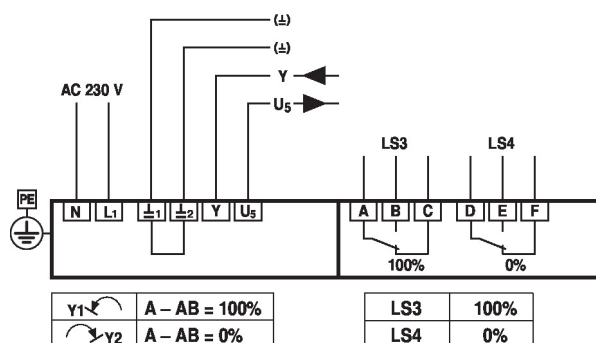 (⊥)
(⊥)
Y
AC 230 V
U5
LS3 LS4
PE
N L1 ⊥1 ⊥2 Y U5 A B C D E F
100% 0%
Y1 A – AB = 100%
Y2 A – AB = 0%
LS3 100%
LS4 0%